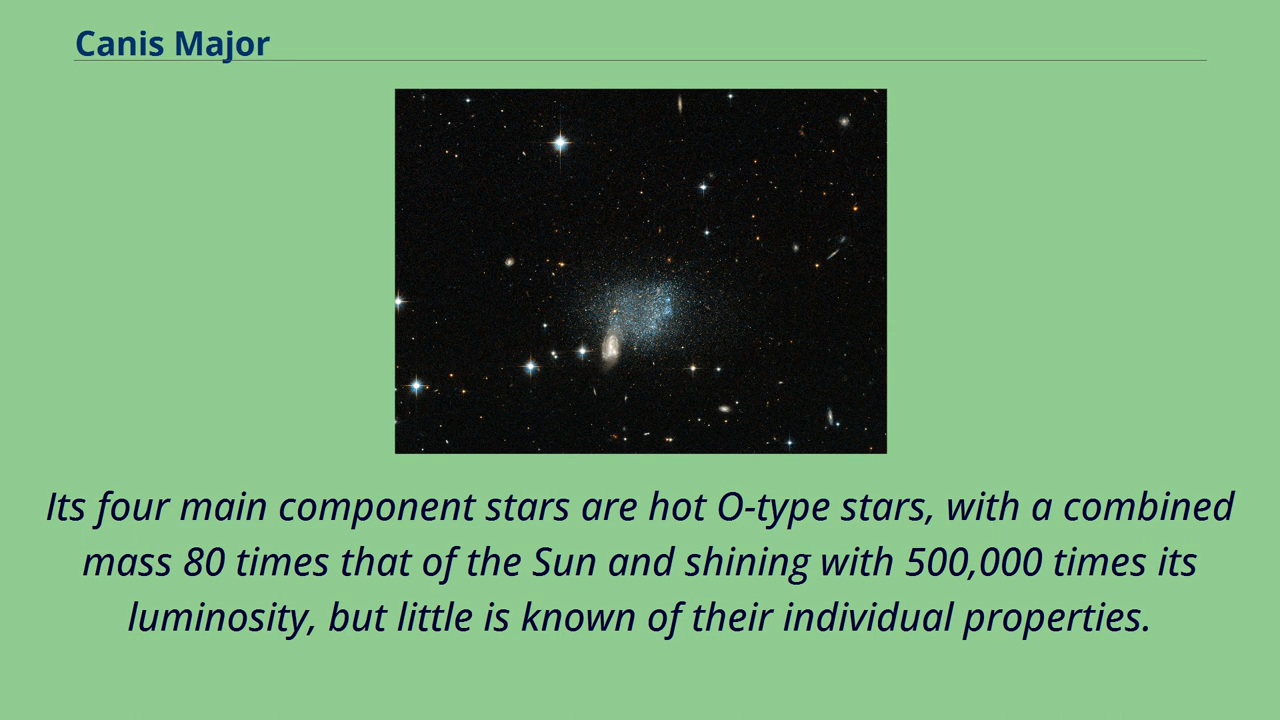 Canis Major
Its four main component stars are hot O-type stars, with a combined
mass 80 times that of the Sun and shining with 500,000 times its
luminosity, but little is known of their individual properties.